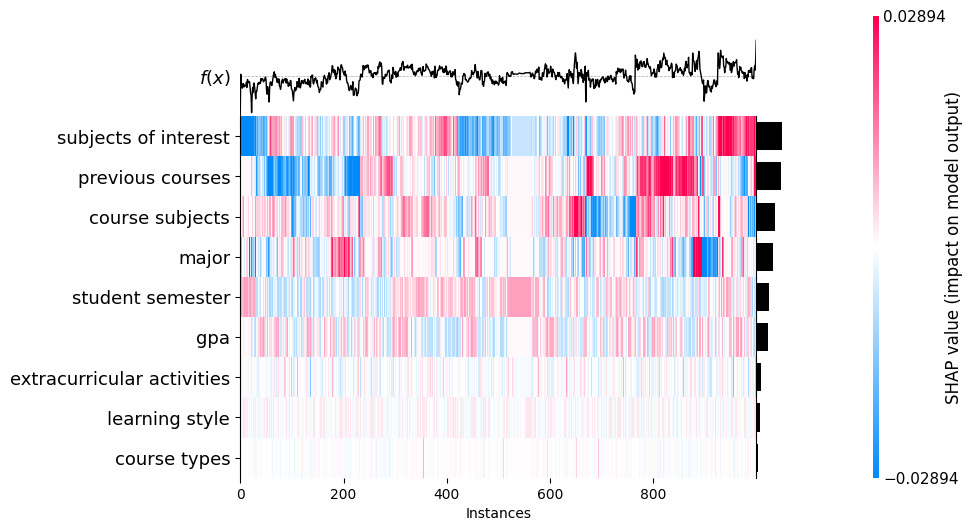 0.02894
f(x)
subjects of interest
previous courses
course subjects
major
student semester
gpa
extracurricular activities
learning style
course types
0 200 400 600 800
Instances
−0.02894
SHAP value (impact on model output)